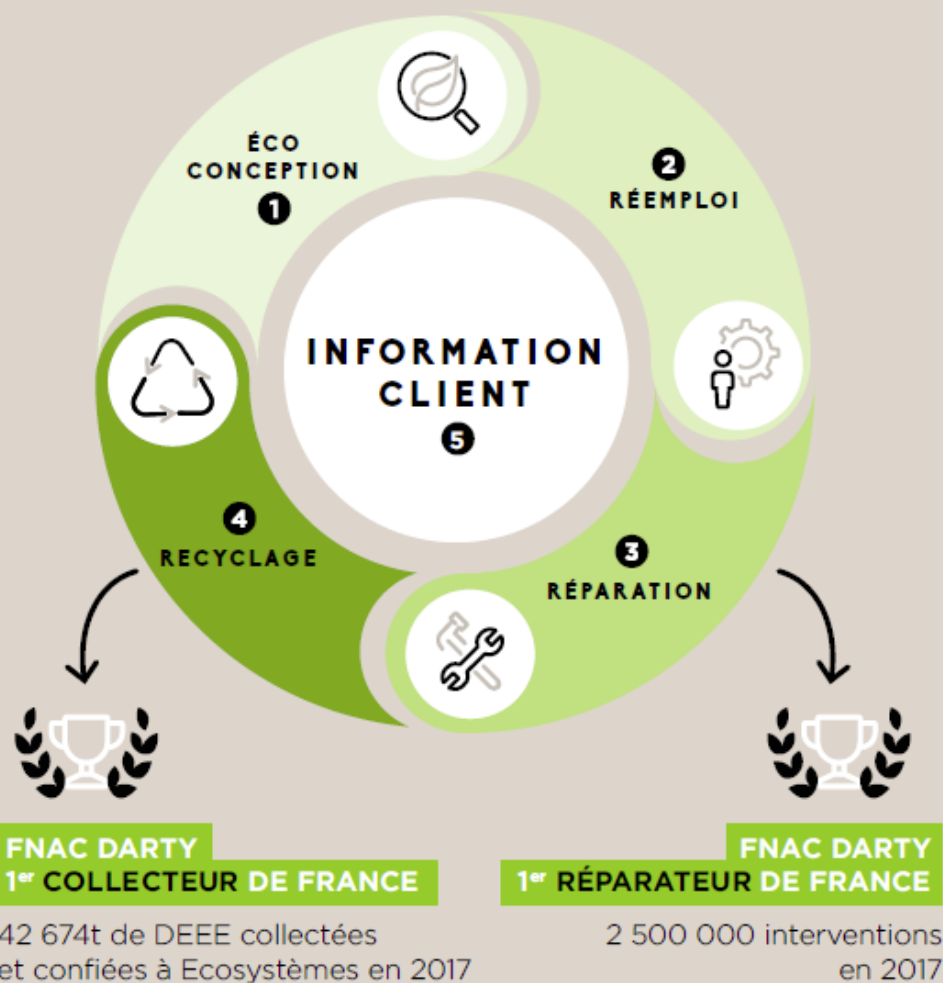 ÉCO
CONCEPTION
1
2
RÉEMPLOI
INFORMATION
CLIENT
5
4
RECYCLAGE
3
RÉPARATION
FNAC DARTY
1er COLLECTEUR DE FRANCE
42 674t de DEEE collectées
et confiées à Ecosystèmes en 2017
FNAC DARTY
1er RÉPARATEUR DE FRANCE
2 500 000 interventions
en 2017